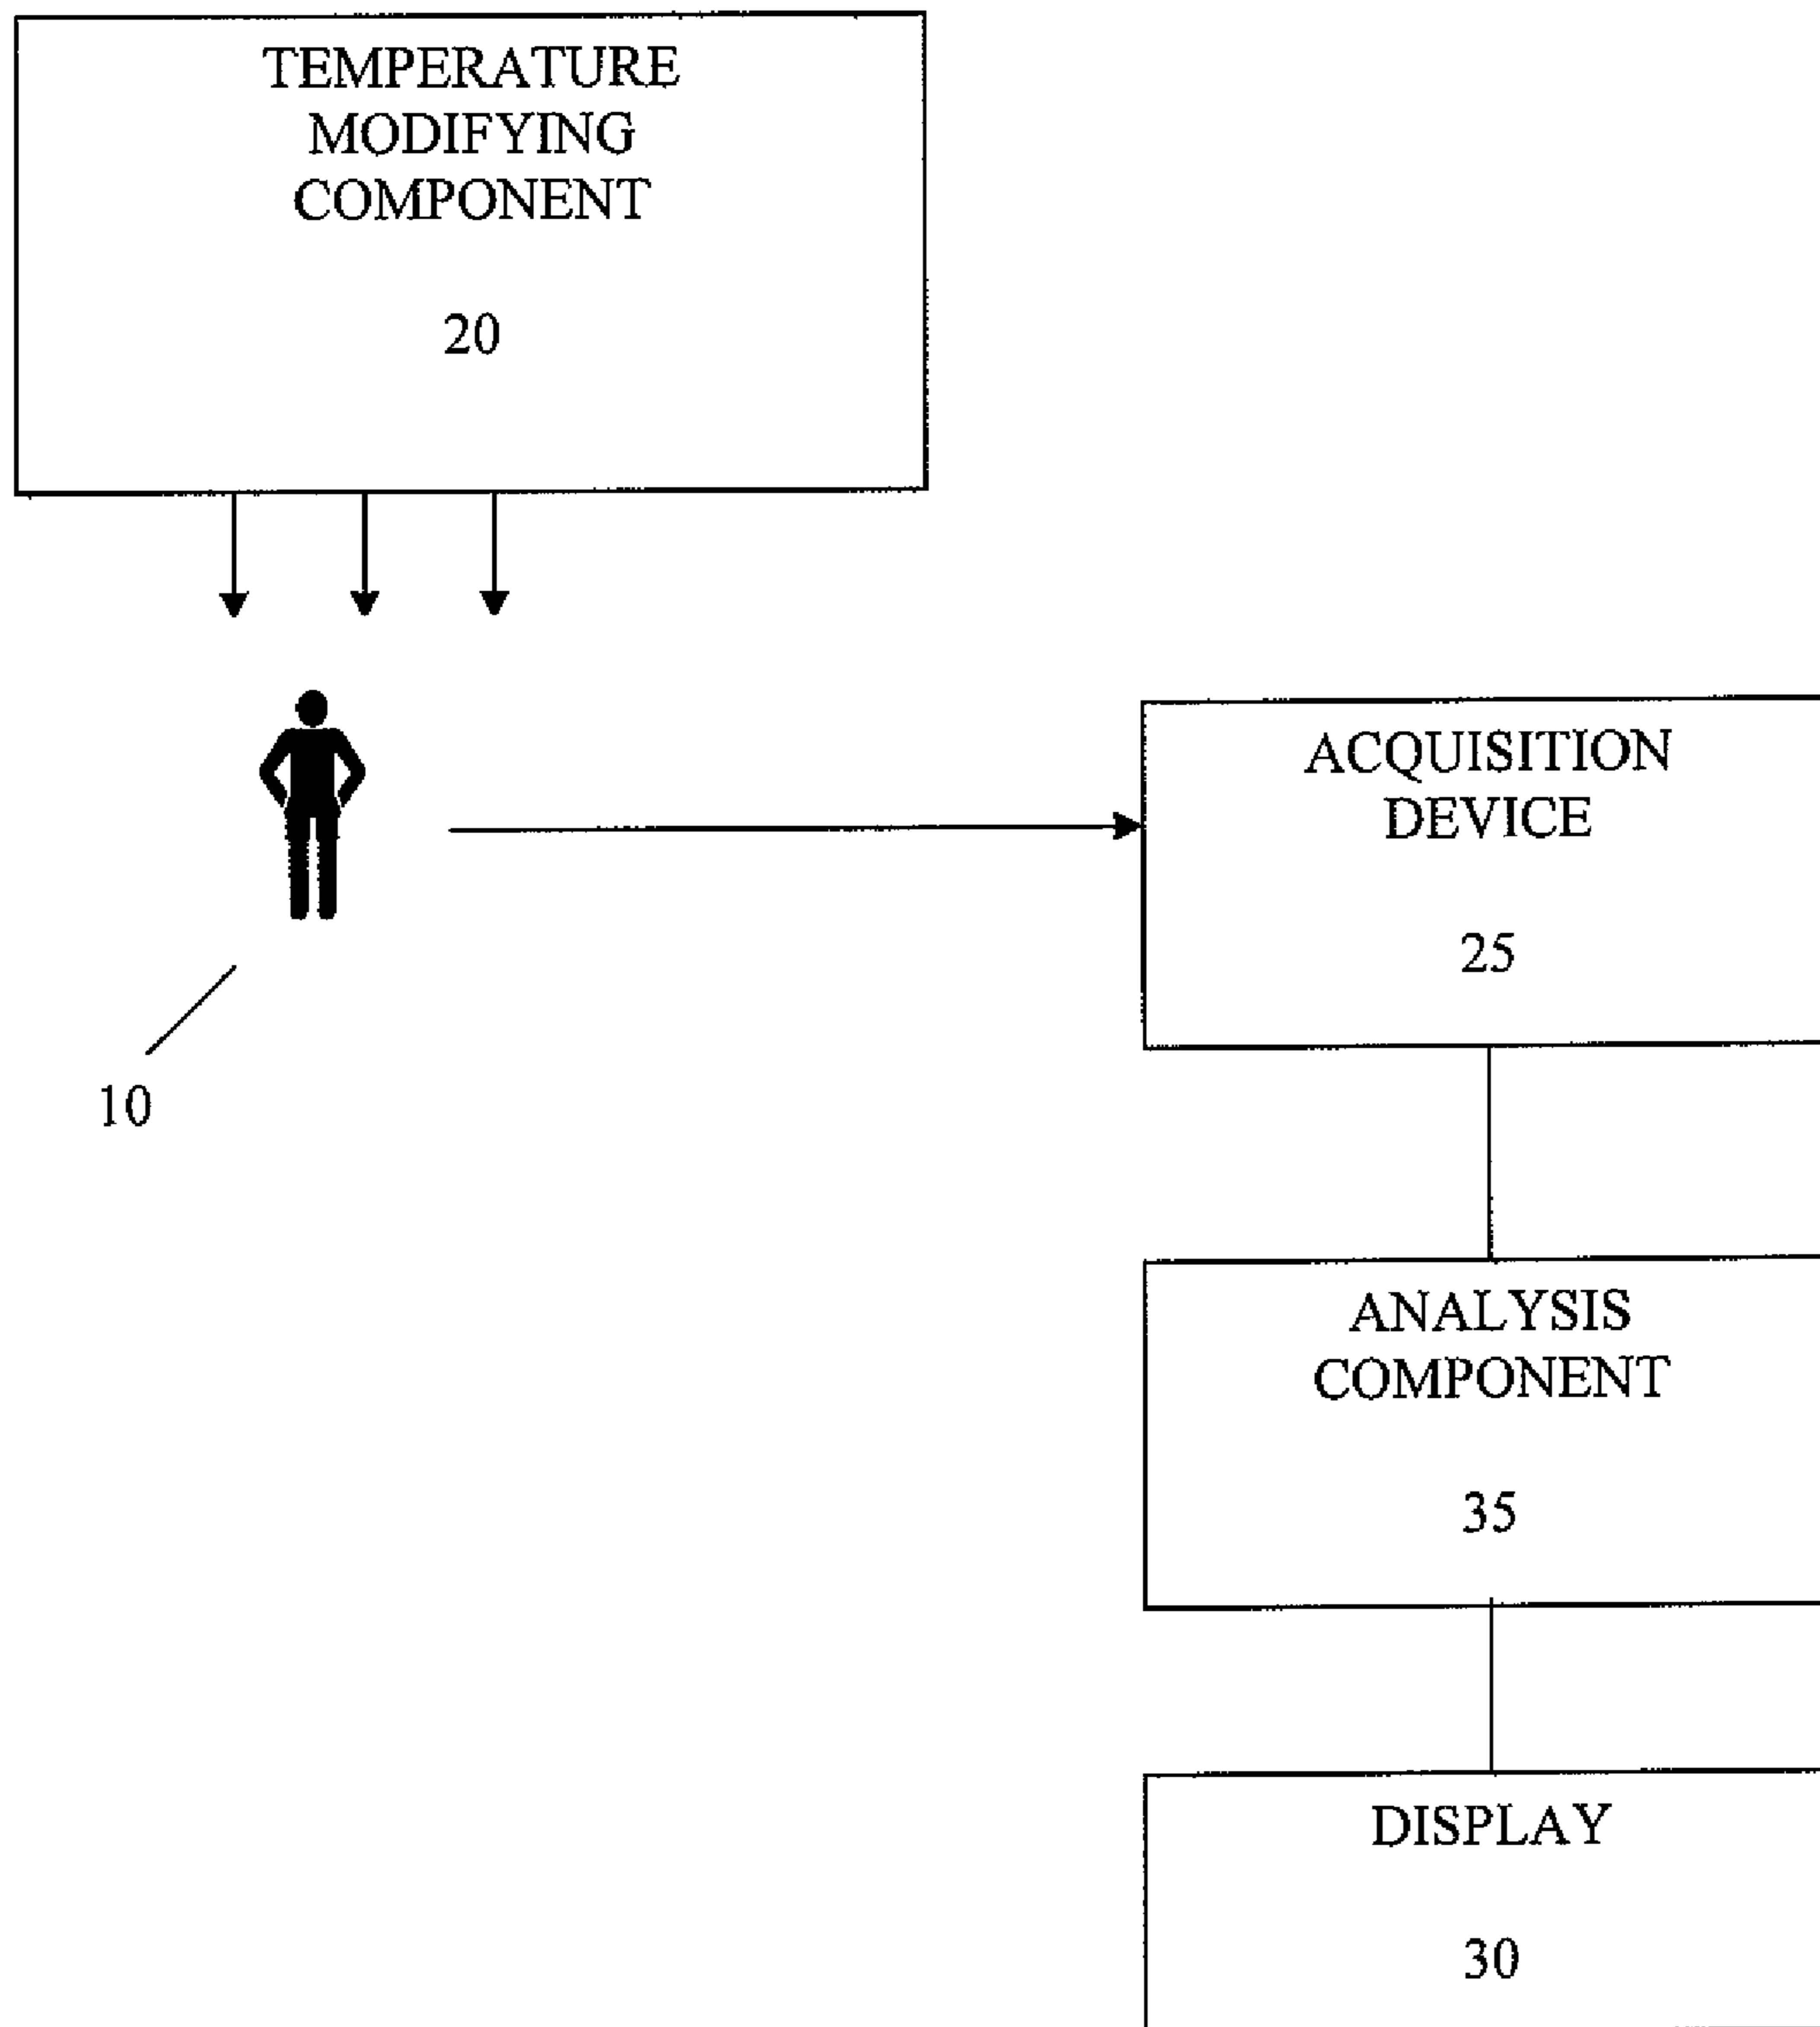 TEMPERATURE
MODIFYING
COMPONENT
20
ACQUISITION
DEVICE
25
10
ANALYSIS
COMPONENT
35
DISPLAY
30